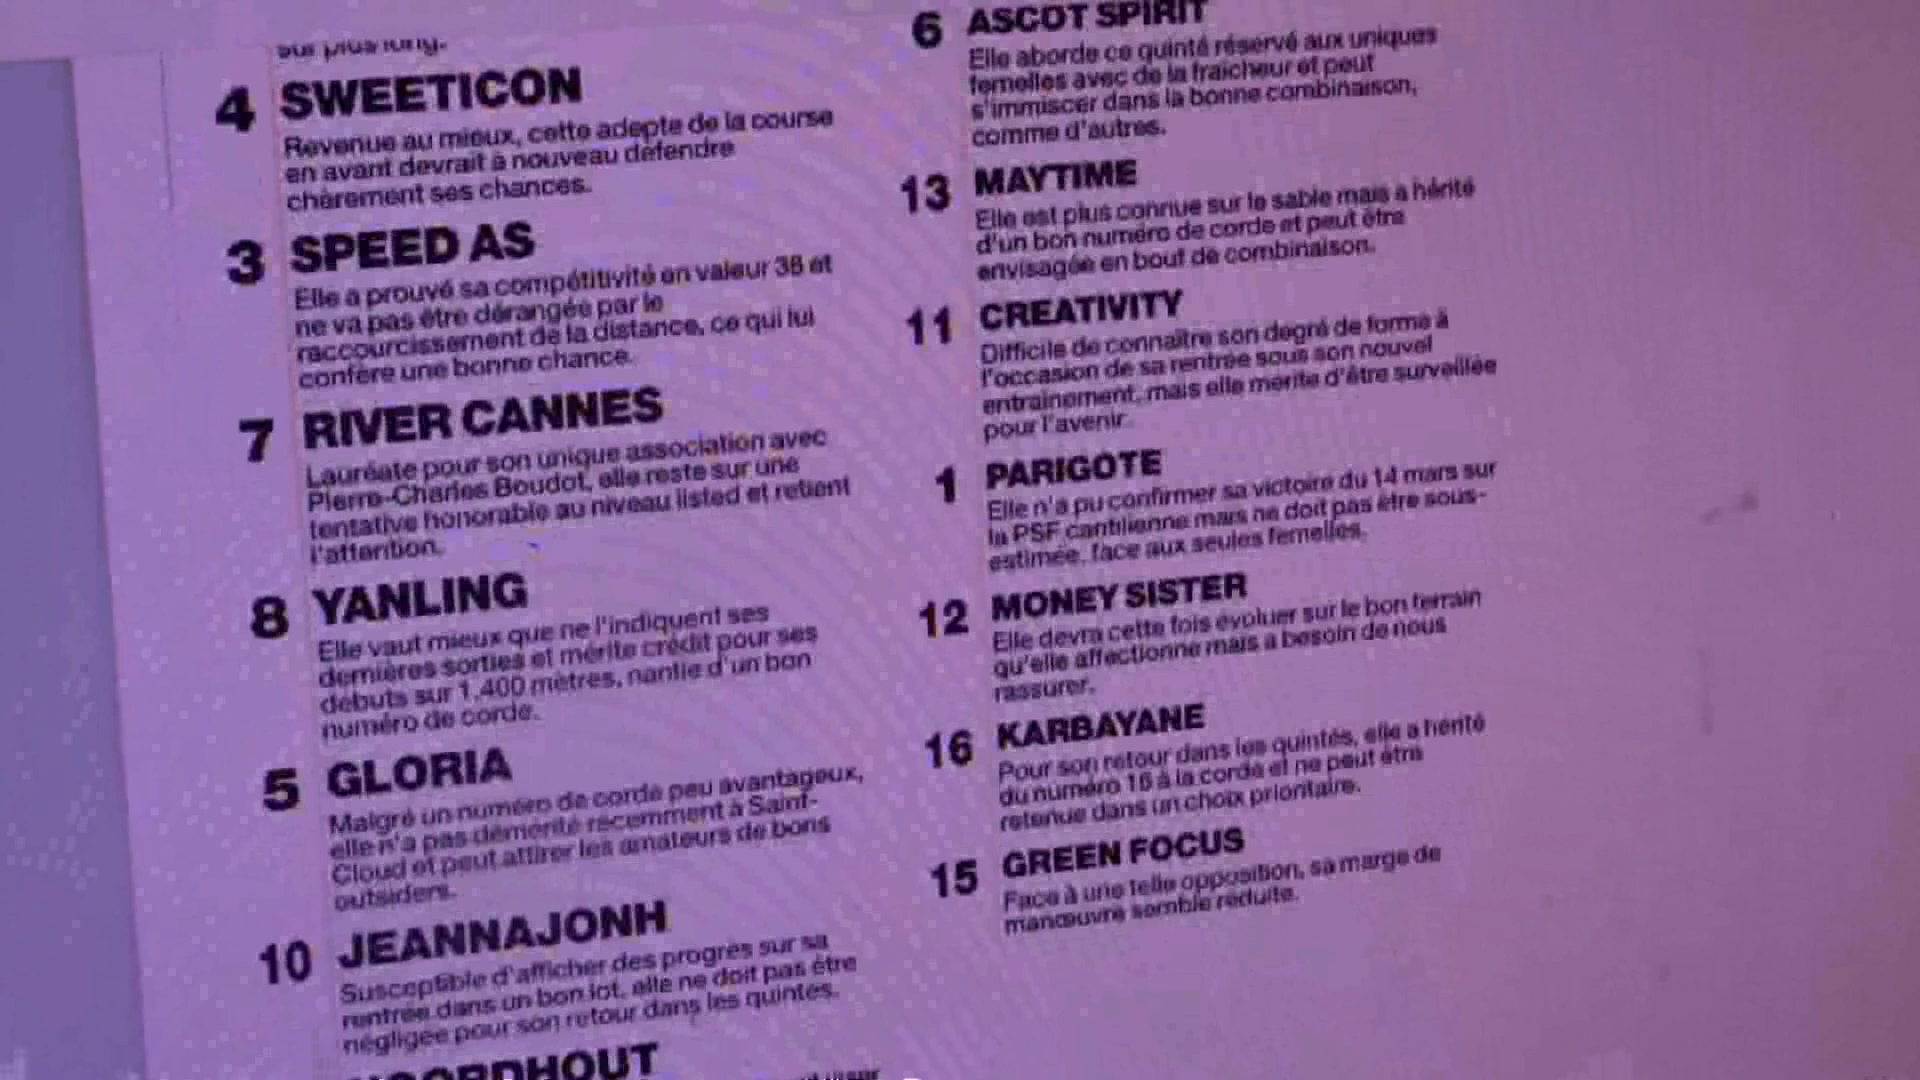 sur plus long.
4 SWEETICON
Revenue au mieux, cette adepte de la course
en avant devrait à nouveau défendre
chèrement ses chances.
3 SPEED AS
Elle a prouvé sa compétitivité en valeur 38 et
ne va pas être dérangée par le
raccourcissement de la distance, ce qui lui
confère une bonne chance.
7 RIVER CANNES
Lauréate pour son unique association avec
Pierre-Charles Boudot, elle reste sur une
tentative honorable au niveau listed et retient
l'attention.
8 YANLING
Elle vaut mieux que ne l'indiquent ses
dernières sorties et mérite crédit pour ses
débuts sur 1,400 mètres, nantie d'un bon
numéro de corde.
5 GLORIA
Malgré un numéro de corde peu avantageux,
elle n'a pas démérité récemment à Saint-
Cloud et peut attirer les amateurs de bons
outsiders.
10 JEANNAJONH
Susceptible d'afficher des progrès sur sa
rentrée dans un bon lot, elle ne doit pas être
négligée pour son retour dans les quintés.
6 ASCOT SPIRIT
Elle aborde ce quinté réservé aux uniques
femelles avec de la fraîcheur et peut
s'immiscer dans la bonne combinaison,
comme d'autres.
13 MAYTIME
Elle est plus connue sur le sable mais a hérité
d'un bon numéro de corde et peut être
envisagée en bout de combinaison.
11 CREATIVITY
Difficile de connaître son degré de forme à
l'occasion de sa rentrée sous son nouvel
entrainement, mais elle mérite d'être surveillée
pour l'avenir.
1 PARIGOTE
Elle n'a pu confirmer sa victoire du 14 mars sur
la PSF cantilienne mais ne doit pas être sous-
estimée, face aux seules femelles.
12 MONEY SISTER
Elle devra cette fois évoluer sur le bon terrain
qu'elle affectionne mais a besoin de nous
rassurer.
16 KARBAYANE
Pour son retour dans les quintés, elle a hérité
du numéro 16 à la corde et ne peut être
retenue dans un choix prioritaire.
15 GREEN FOCUS
Face à une telle opposition, sa marge de
manœuvre semble réduite.